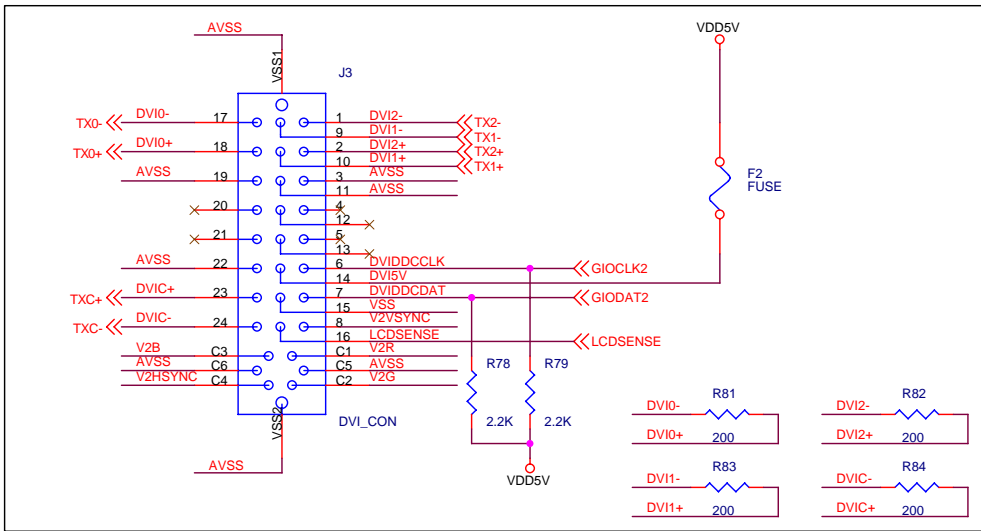 AVSS
VDD5V
VSS1
J3
TX0- DVI0- 17 1 DVI2- TX2-
9 DVI1- TX1-
TX0+ DVI0+ 18 2 DVI2+ TX2+
10 DVI1+ TX1+
AVSS 19 3 AVSS
11 AVSS
F2
FUSE
20 4
12
21 5
13
AVSS 22 6 DVIDDCCLK GIOCLK2
14 DVI5V
TXC+ DVIC+ 23 7 DVIDDCDAT GIODAT2
15 VSS
TXC- DVIC- 24 8 V2VSYNC
16 LCDSENSE LCDSENSE
V2B C3 C1 V2R
AVSS C6 C5 AVSS
V2HSYNC C4 C2 V2G
R78 R79
2.2K 2.2K
VSS2
DVI_CON
AVSS
VDD5V
R81
DVI0-
DVI0+ 200
R82
DVI2-
DVI2+ 200
R83
DVI1-
DVI1+ 200
R84
DVIC-
DVIC+ 200